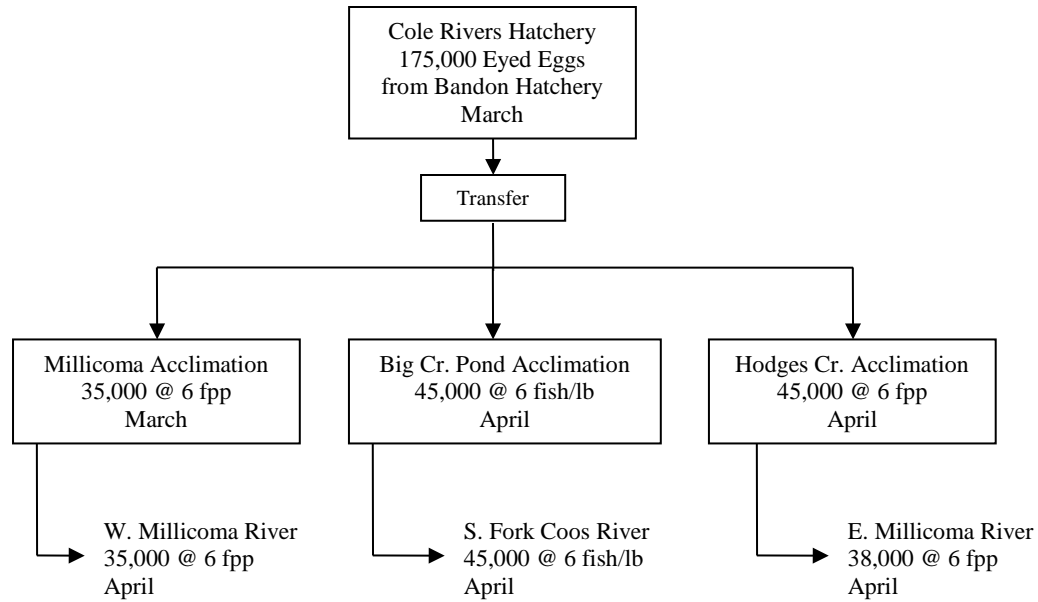 Cole Rivers Hatchery
175,000 Eyed Eggs
from Bandon Hatchery
March
Transfer
Millicoma Acclimation
35,000 @ 6 fpp
March
Big Cr. Pond Acclimation
45,000 @ 6 fish/lb
April
Hodges Cr. Acclimation
45,000 @ 6 fpp
April
W. Millicoma River
35,000 @ 6 fpp
April
S. Fork Coos River
45,000 @ 6 fish/lb
April
E. Millicoma River
38,000 @ 6 fpp
April